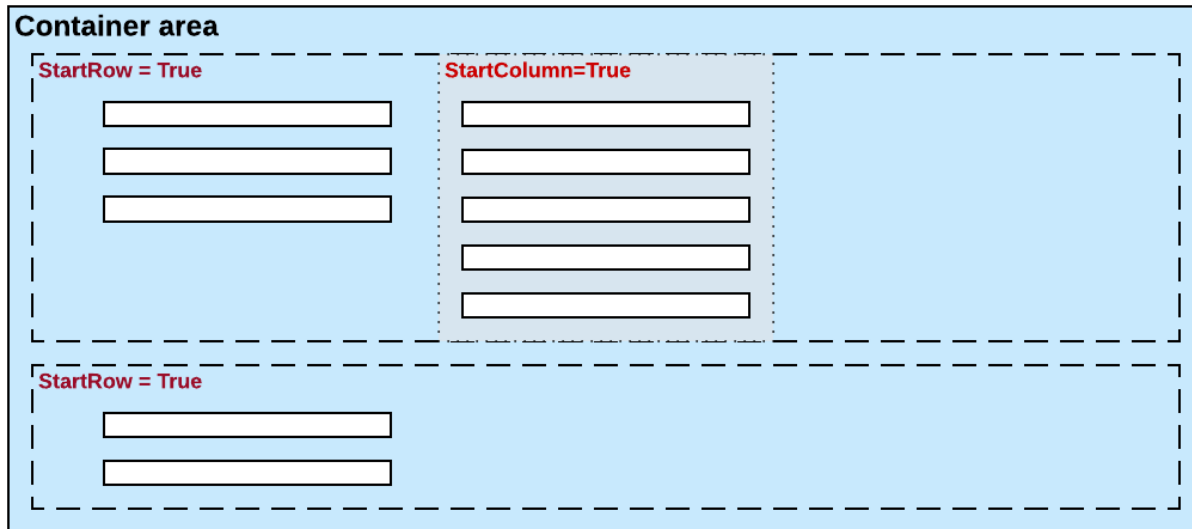 Container area
StartRow = True
StartColumn=True
StartRow = True